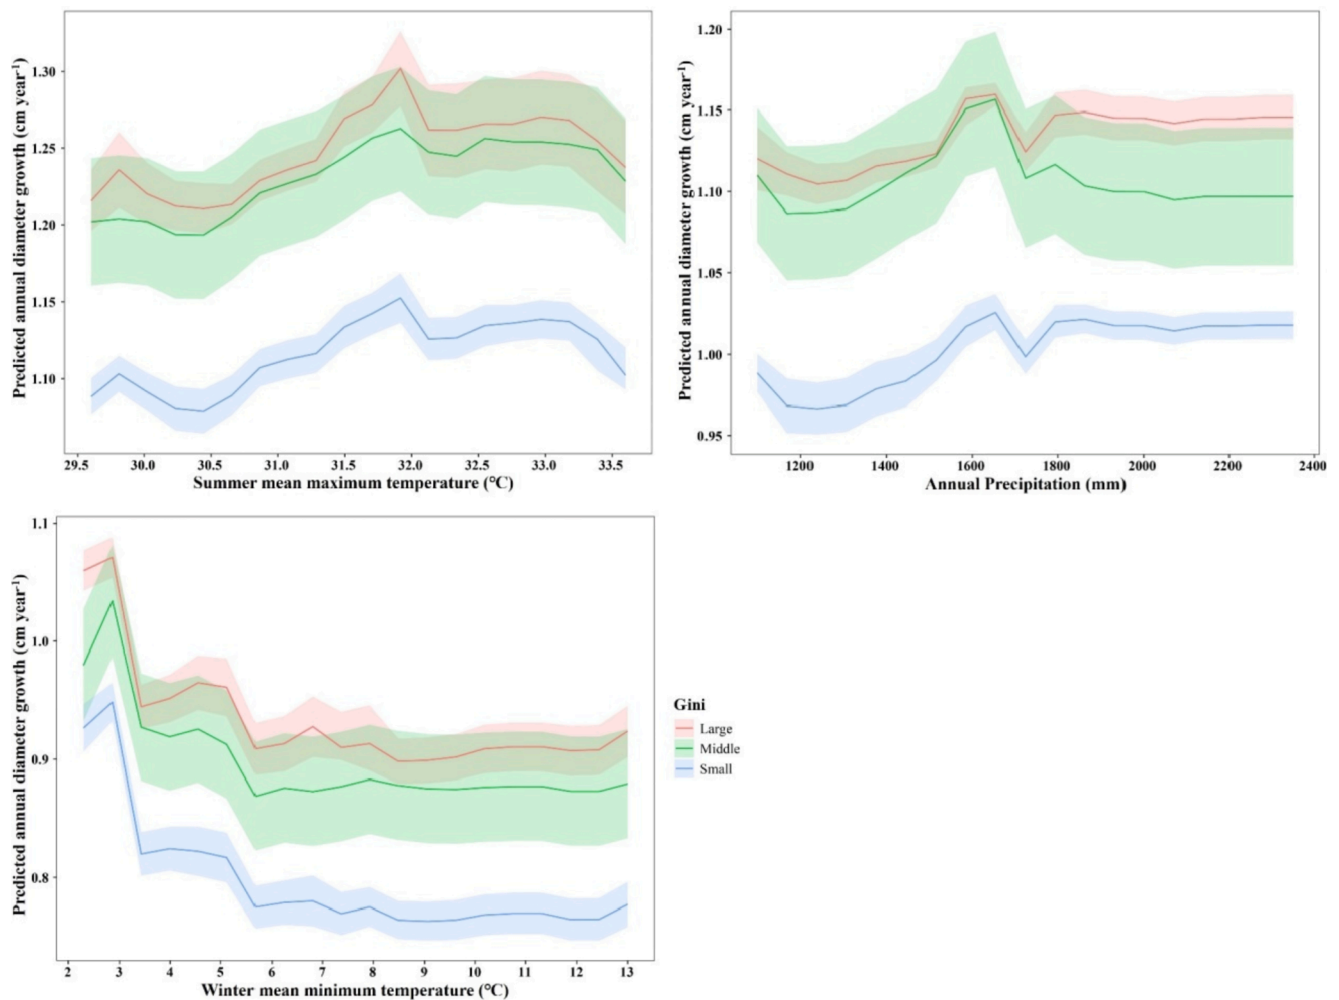 Predicted annual diameter growth (cm year⁻¹)
1.30
1.25
1.20
1.15
1.10
29.5 30.0 30.5 31.0 31.5 32.0 32.5 33.0 33.5
Summer mean maximum temperature (℃)
Predicted annual diameter growth (cm year⁻¹)
1.20
1.15
1.10
1.05
1.00
0.95
1200 1400 1600 1800 2000 2200 2400
Annual Precipitation (mm)
Predicted annual diameter growth (cm year⁻¹)
1.1
1.0
0.9
0.8
2 3 4 5 6 7 8 9 10 11 12 13
Winter mean minimum temperature (℃)
Gini
Large
Middle
Small